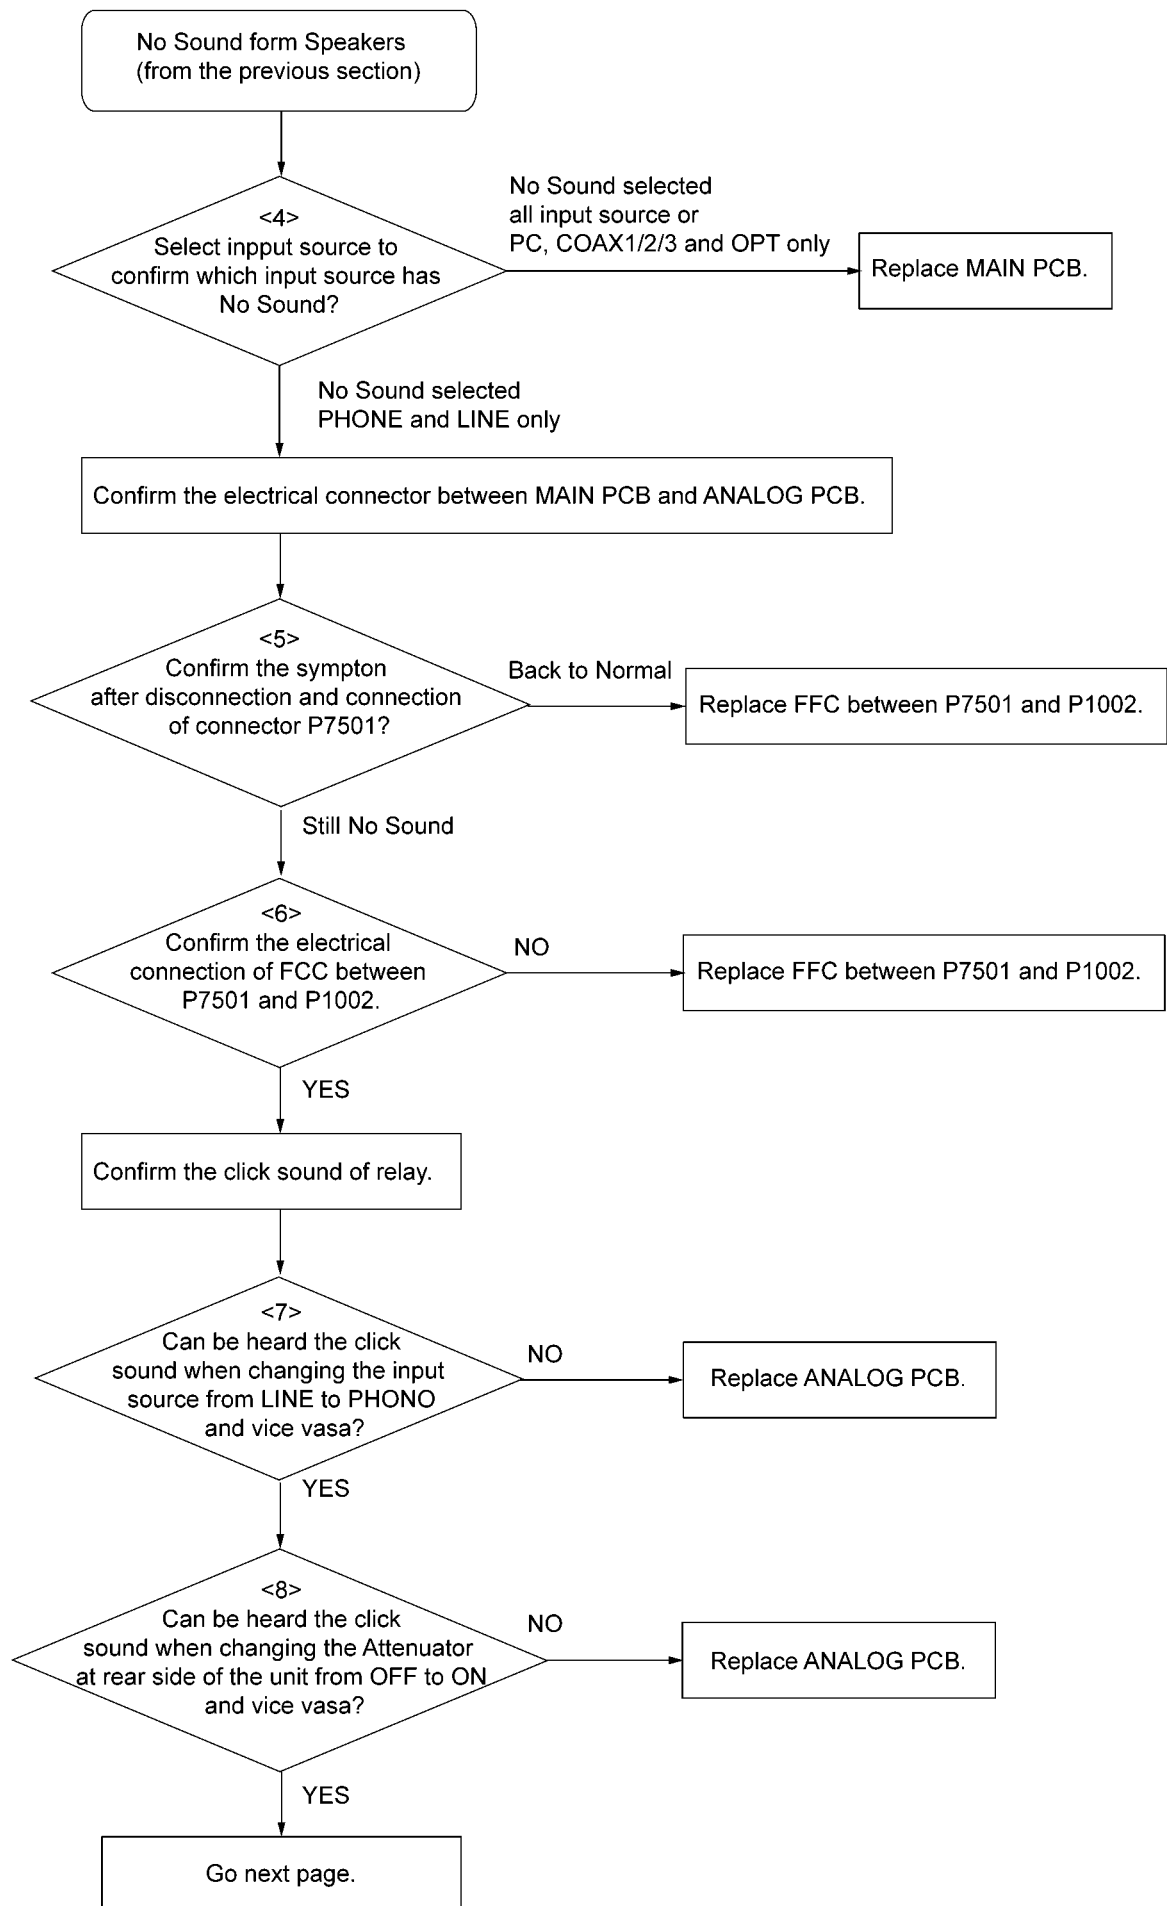 No Sound form Speakers
(from the previous section)
<4>
Select inpput source to
confirm which input source has
No Sound?
No Sound selected
all input source or
PC, COAX1/2/3 and OPT only
Replace MAIN PCB.
No Sound selected
PHONE and LINE only
Confirm the electrical connector between MAIN PCB and ANALOG PCB.
<5>
Confirm the sympton
after disconnection and connection
of connector P7501?
Back to Normal
Replace FFC between P7501 and P1002.
Still No Sound
<6>
Confirm the electrical
connection of FCC between
P7501 and P1002.
NO
Replace FFC between P7501 and P1002.
YES
Confirm the click sound of relay.
<7>
Can be heard the click
sound when changing the input
source from LINE to PHONO
and vice vasa?
NO
Replace ANALOG PCB.
YES
<8>
Can be heard the click
sound when changing the Attenuator
at rear side of the unit from OFF to ON
and vice vasa?
NO
Replace ANALOG PCB.
YES
Go next page.